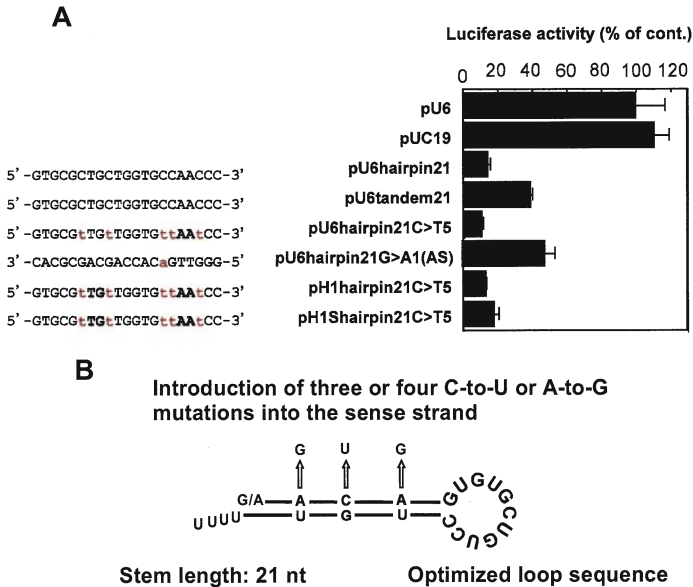 A
Luciferase activity (% of cont.)
0 20 40 60 80 100 120
pU6
pUC19
5'-GTGCGCTGCTGGTGCCAACCC-3' pU6hairpin21
5'-GTGCGCTGCTGGTGCCAACCC-3' pU6tandem21
5'-GTGCGtTGtTGGTGttAAtCC-3' pU6hairpin21C>T5
3'-CACGCGACGACCACaGTTGGG-5' pU6hairpin21G>A1(AS)
5'-GTGCGtTGtTGGTGttAAtCC-3' pH1hairpin21C>T5
5'-GTGCGtTGtTGGTGttAAtCC-3' pH1Shairpin21C>T5
B
Introduction of three or four C-to-U or A-to-G
mutations into the sense strand
G U G
G/A A C A GUGUGCUGUCC
UUUU U G U
Stem length: 21 nt Optimized loop sequence